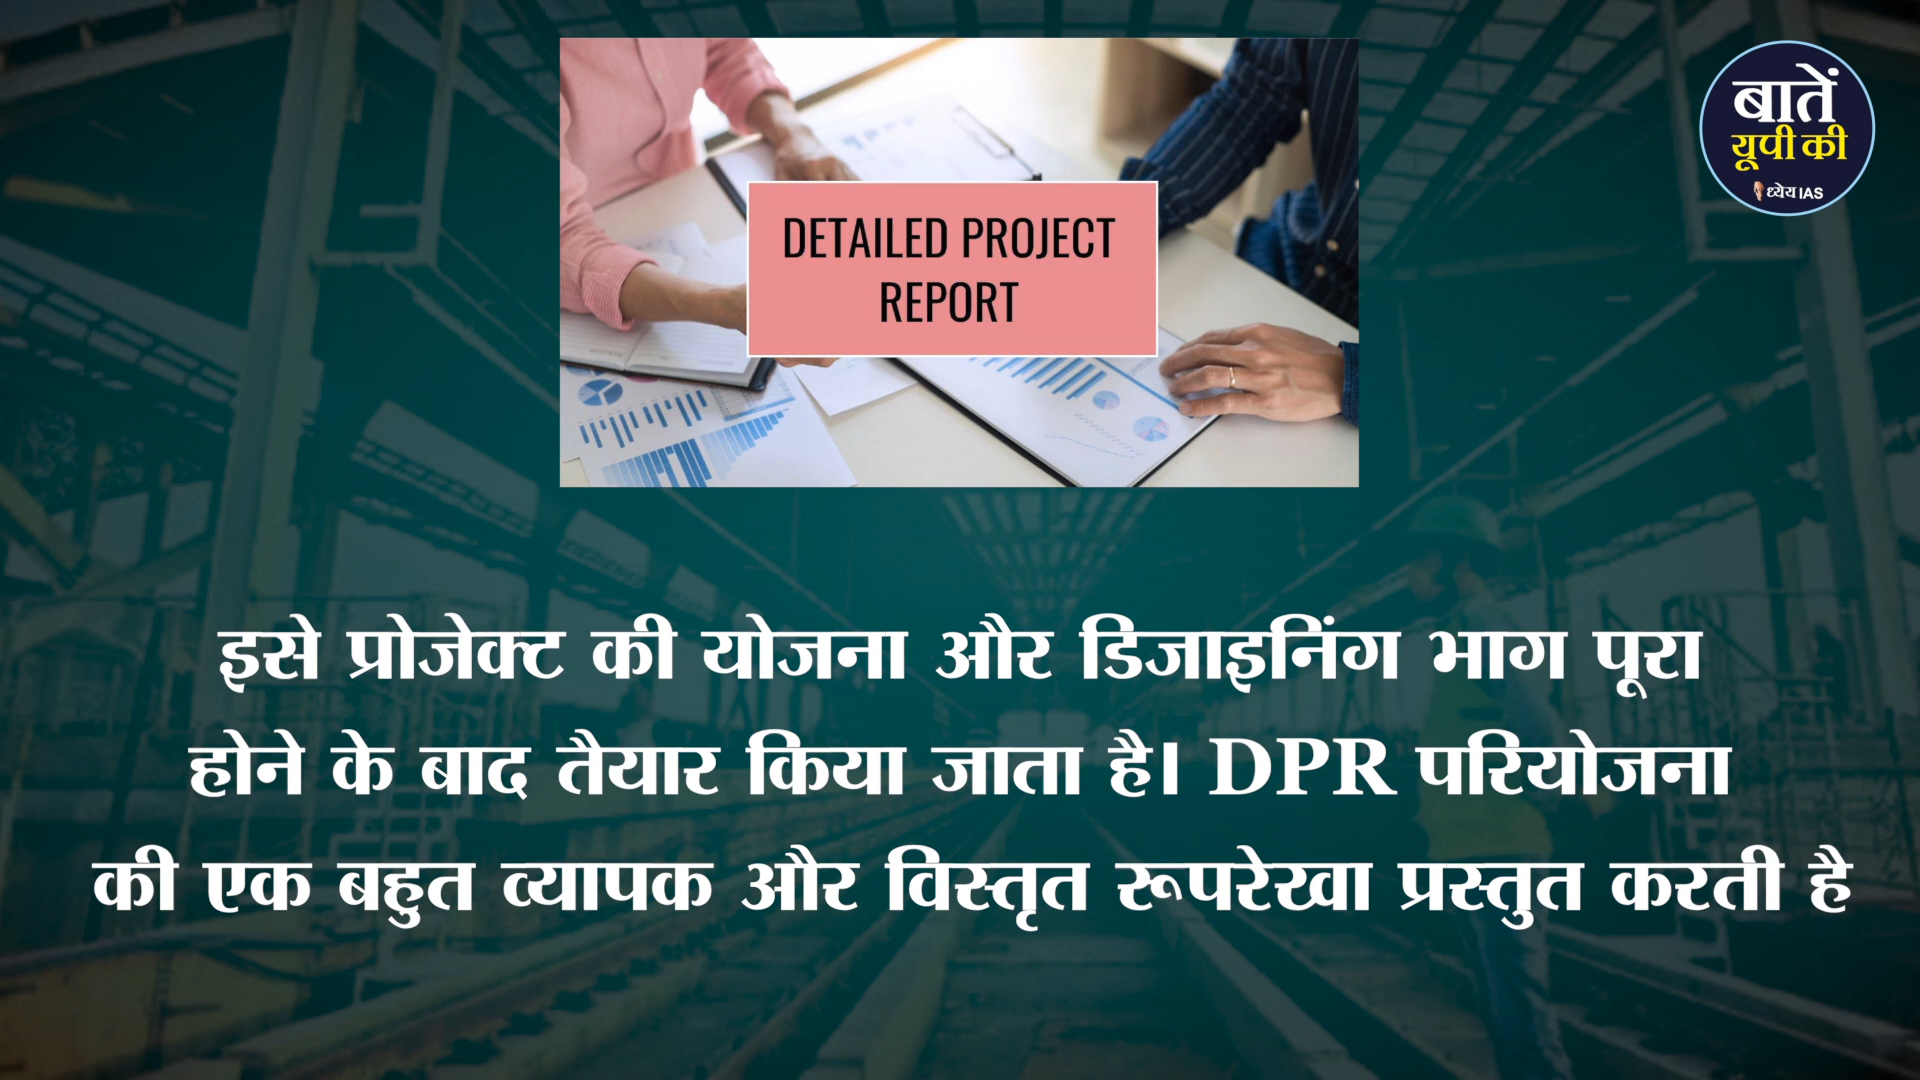 बातें
यूपी की
ध्येय IAS
DETAILED PROJECT
REPORT
इसे प्रोजेक्ट की योजना और डिजाइनिंग भाग पूरा
होने के बाद तैयार किया जाता है। DPR परियोजना
की एक बहुत व्यापक और विस्तृत रूपरेखा प्रस्तुत करती है